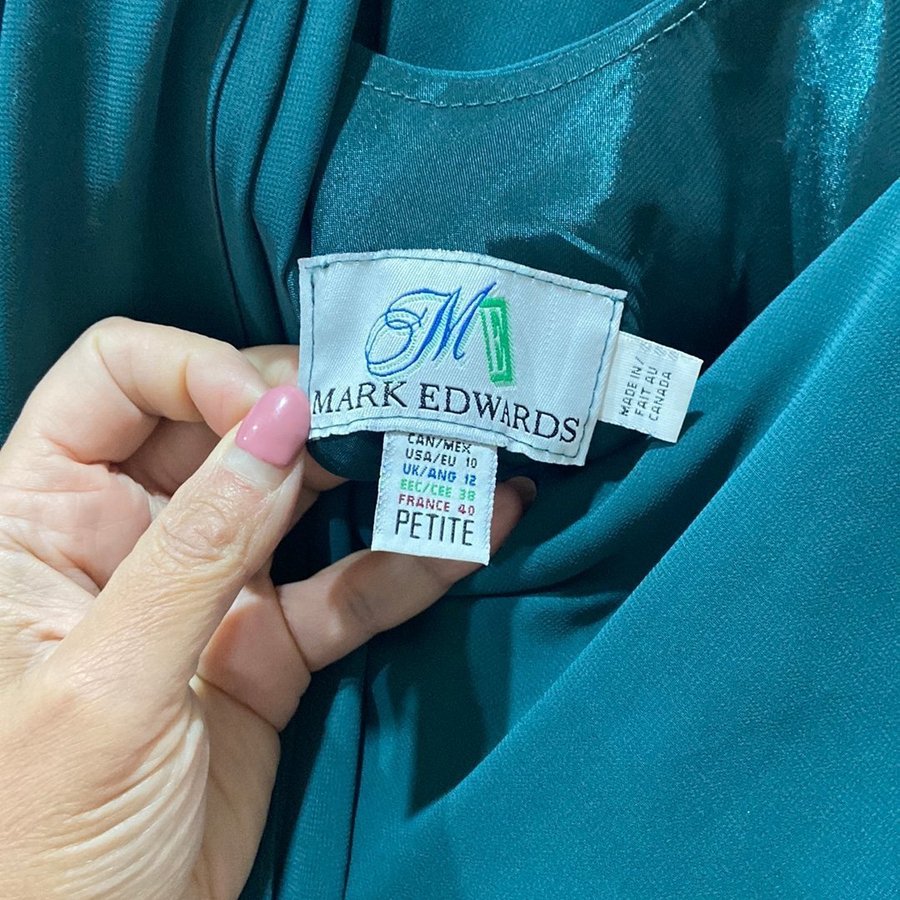 ME
MARK EDWARDS
MADE IN/
FAIT AU
CANADA
CAN/MEX
USA/EU 10
UK/ANG 12
EEC/CEE 38
FRANCE 40
PETITE